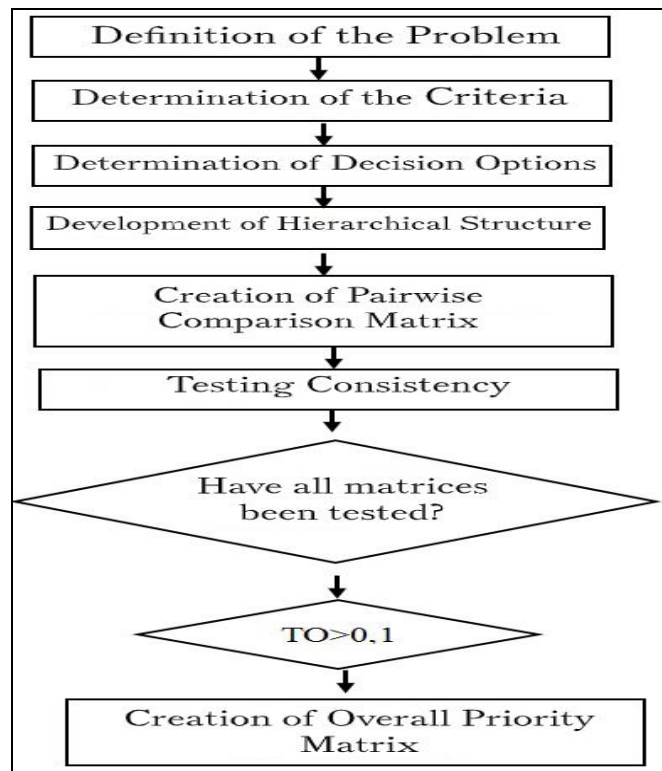 Definition of the Problem
Determination of the Criteria
Determination of Decision Options
Development of Hierarchical Structure
Creation of Pairwise
Comparison Matrix
Testing Consistency
Have all matrices
been tested?
TO>0,1
Creation of Overall Priority
Matrix